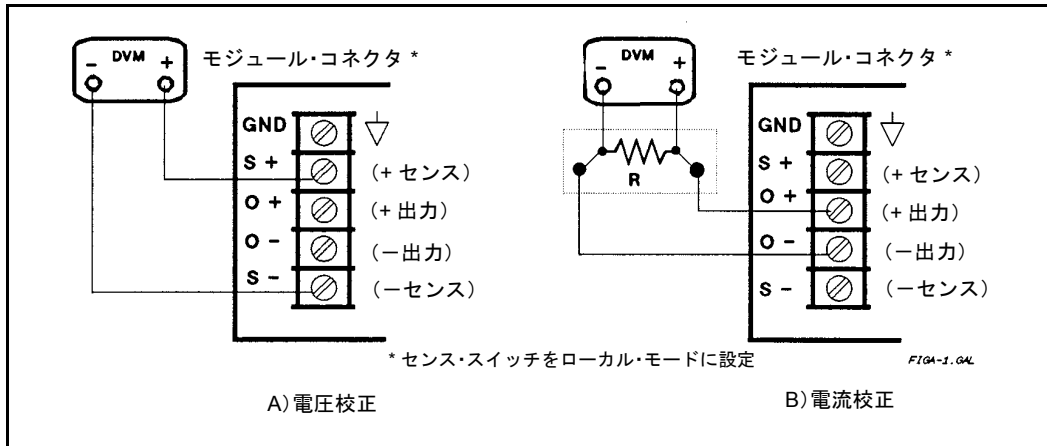 - DVM +
モジュール・コネクタ *
GND
S +
(+ センス)
O +
(+ 出力)
O -
(－出力)
S -
(－センス)
A)電圧校正
- DVM +
R
モジュール・コネクタ *
GND
S +
(+ センス)
O +
(+ 出力)
O -
(－出力)
S -
(－センス)
* センス・スイッチをローカル・モードに設定
FIGA-1.GAL
B)電流校正